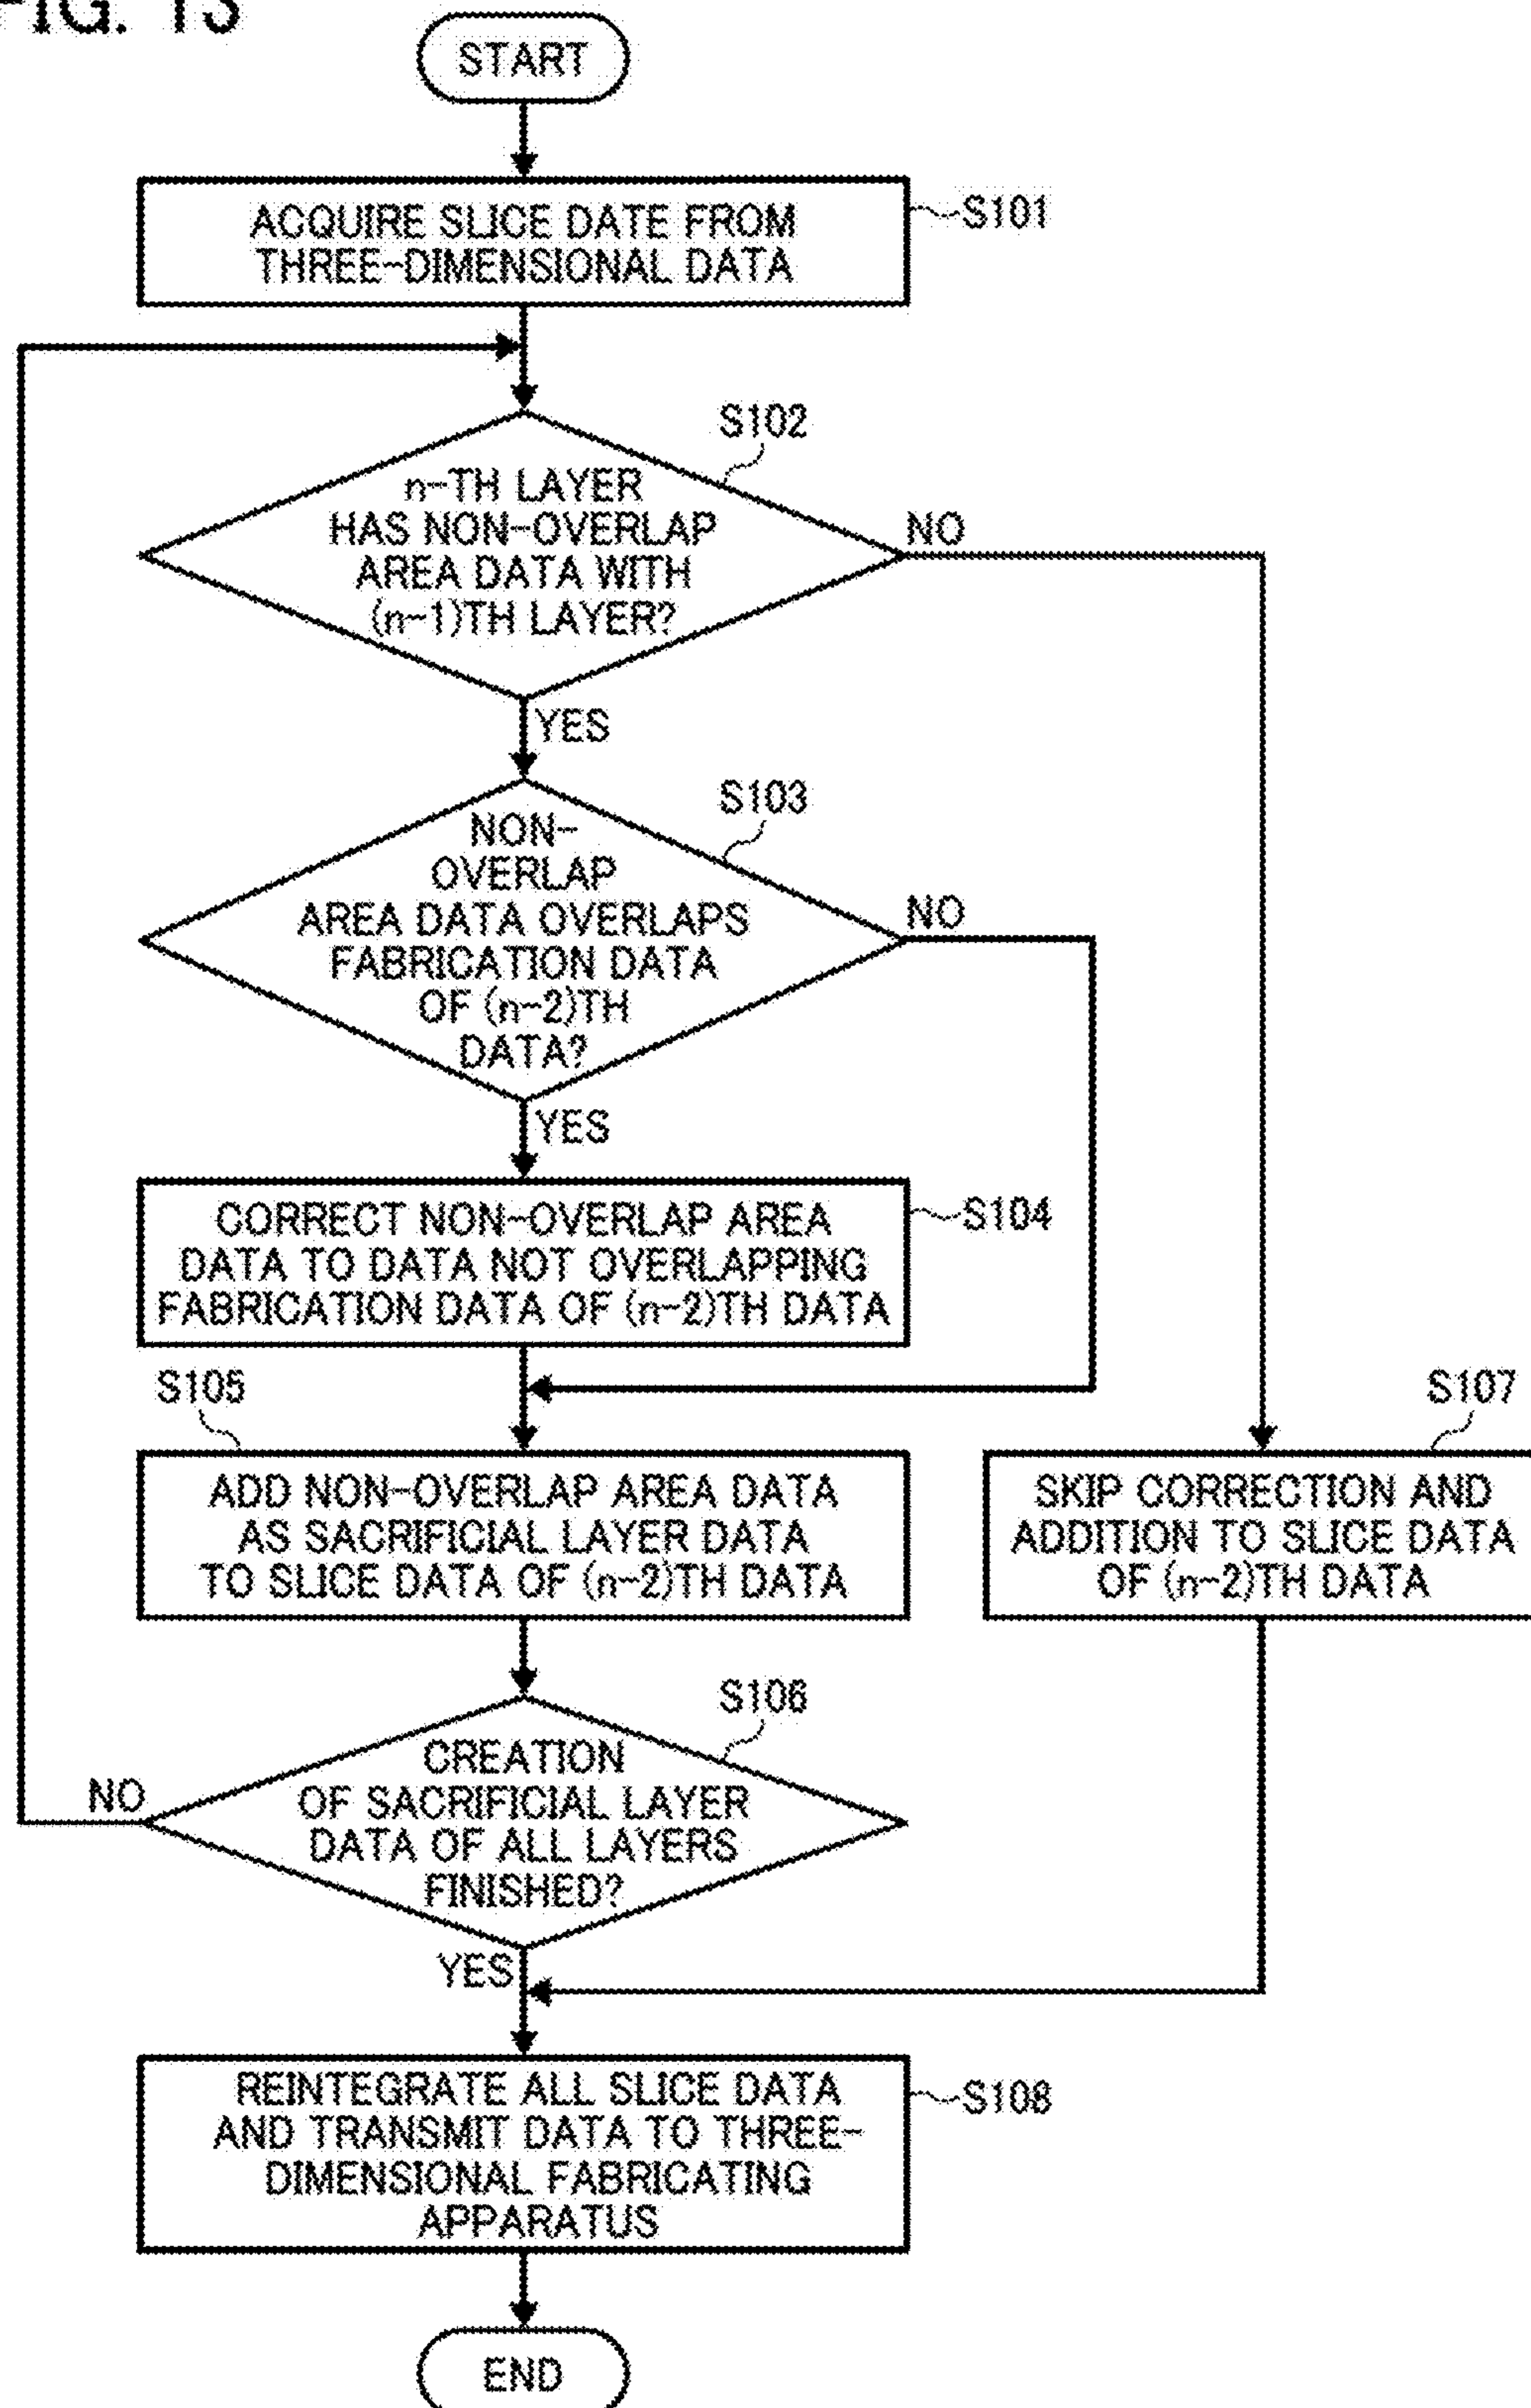 FIG. 13
START
ACQUIRE SLICE DATE FROM
THREE-DIMENSIONAL DATA
S101
S102
n-TH LAYER
HAS NON-OVERLAP
AREA DATA WITH
(n-1)TH LAYER?
NO
YES
S103
NON-
OVERLAP
AREA DATA OVERLAPS
FABRICATION DATA
OF (n-2)TH
DATA?
NO
YES
CORRECT NON-OVERLAP AREA
DATA TO DATA NOT OVERLAPPING
FABRICATION DATA OF (n-2)TH DATA
S104
S105
ADD NON-OVERLAP AREA DATA
AS SACRIFICIAL LAYER DATA
TO SLICE DATA OF (n-2)TH DATA
S107
SKIP CORRECTION AND
ADDITION TO SLICE DATA
OF (n-2)TH DATA
S106
CREATION
OF SACRIFICIAL LAYER
DATA OF ALL LAYERS
FINISHED?
NO
YES
REINTEGRATE ALL SLICE DATA
AND TRANSMIT DATA TO THREE-
DIMENSIONAL FABRICATING
APPARATUS
S108
END